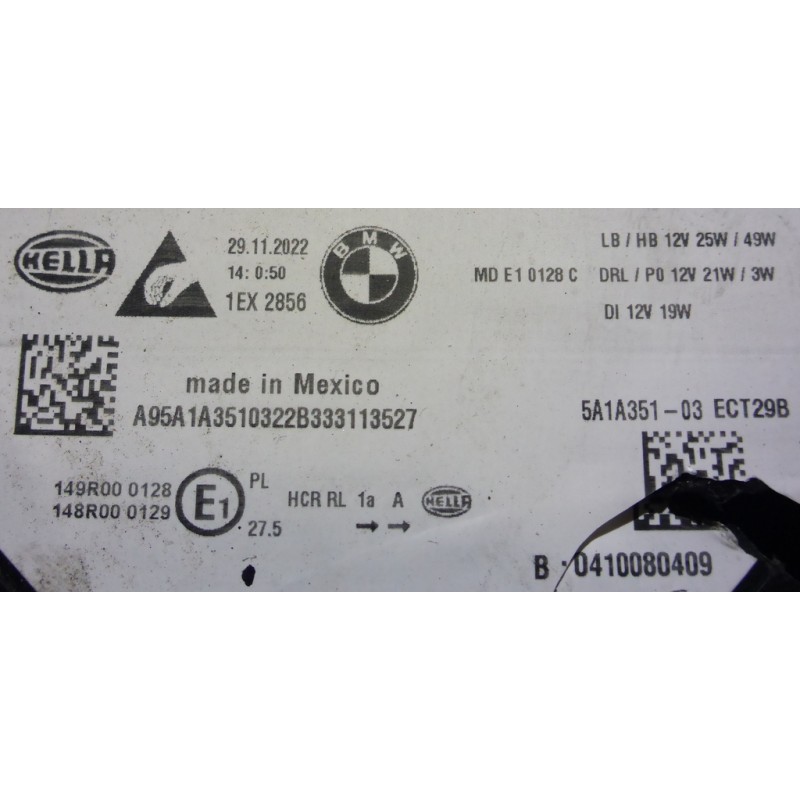 HELLA
29.11.2022
14: 0:50
1EX 2856
BMW
MD E1 0128 C
LB / HB 12V 25W / 49W
DRL / PO 12V 21W / 3W
DI 12V 19W
made in Mexico
A95A1A3510322B333113527
5A1A351-03 ECT29B
149R00 0128
148R00 0129
E1
PL
27.5
HCR RL 1a A
→ →
HELLA
B 0410080409